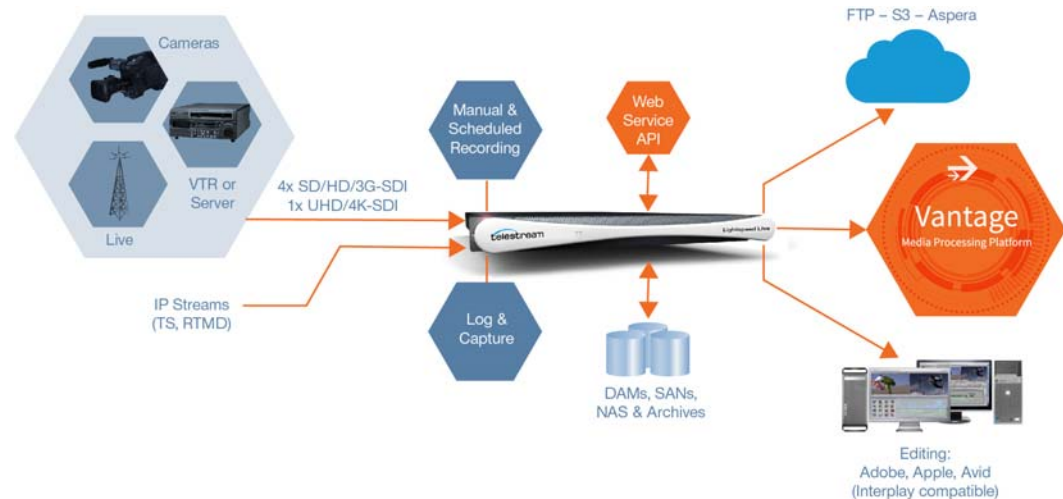 FTP – S3 – Aspera
Cameras
VTR or
Server
Live
Manual &
Scheduled
Recording
Web
Service
API
4x SD/HD/3G-SDI
1x UHD/4K-SDI
telestream
Lightspeed Live
Vantage
Media Processing Platform
IP Streams
(TS, RTMD)
Log &
Capture
DAMs, SANs,
NAS & Archives
Editing:
Adobe, Apple, Avid
(Interplay compatible)